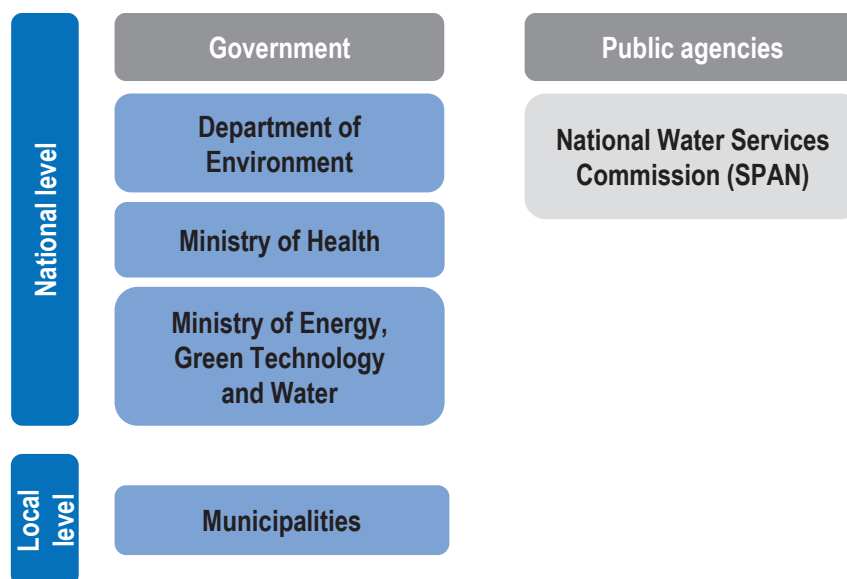 Government
Public agencies
National level
Department of
Environment
National Water Services
Commission (SPAN)
Ministry of Health
Ministry of Energy,
Green Technology
and Water
Local
level
Municipalities